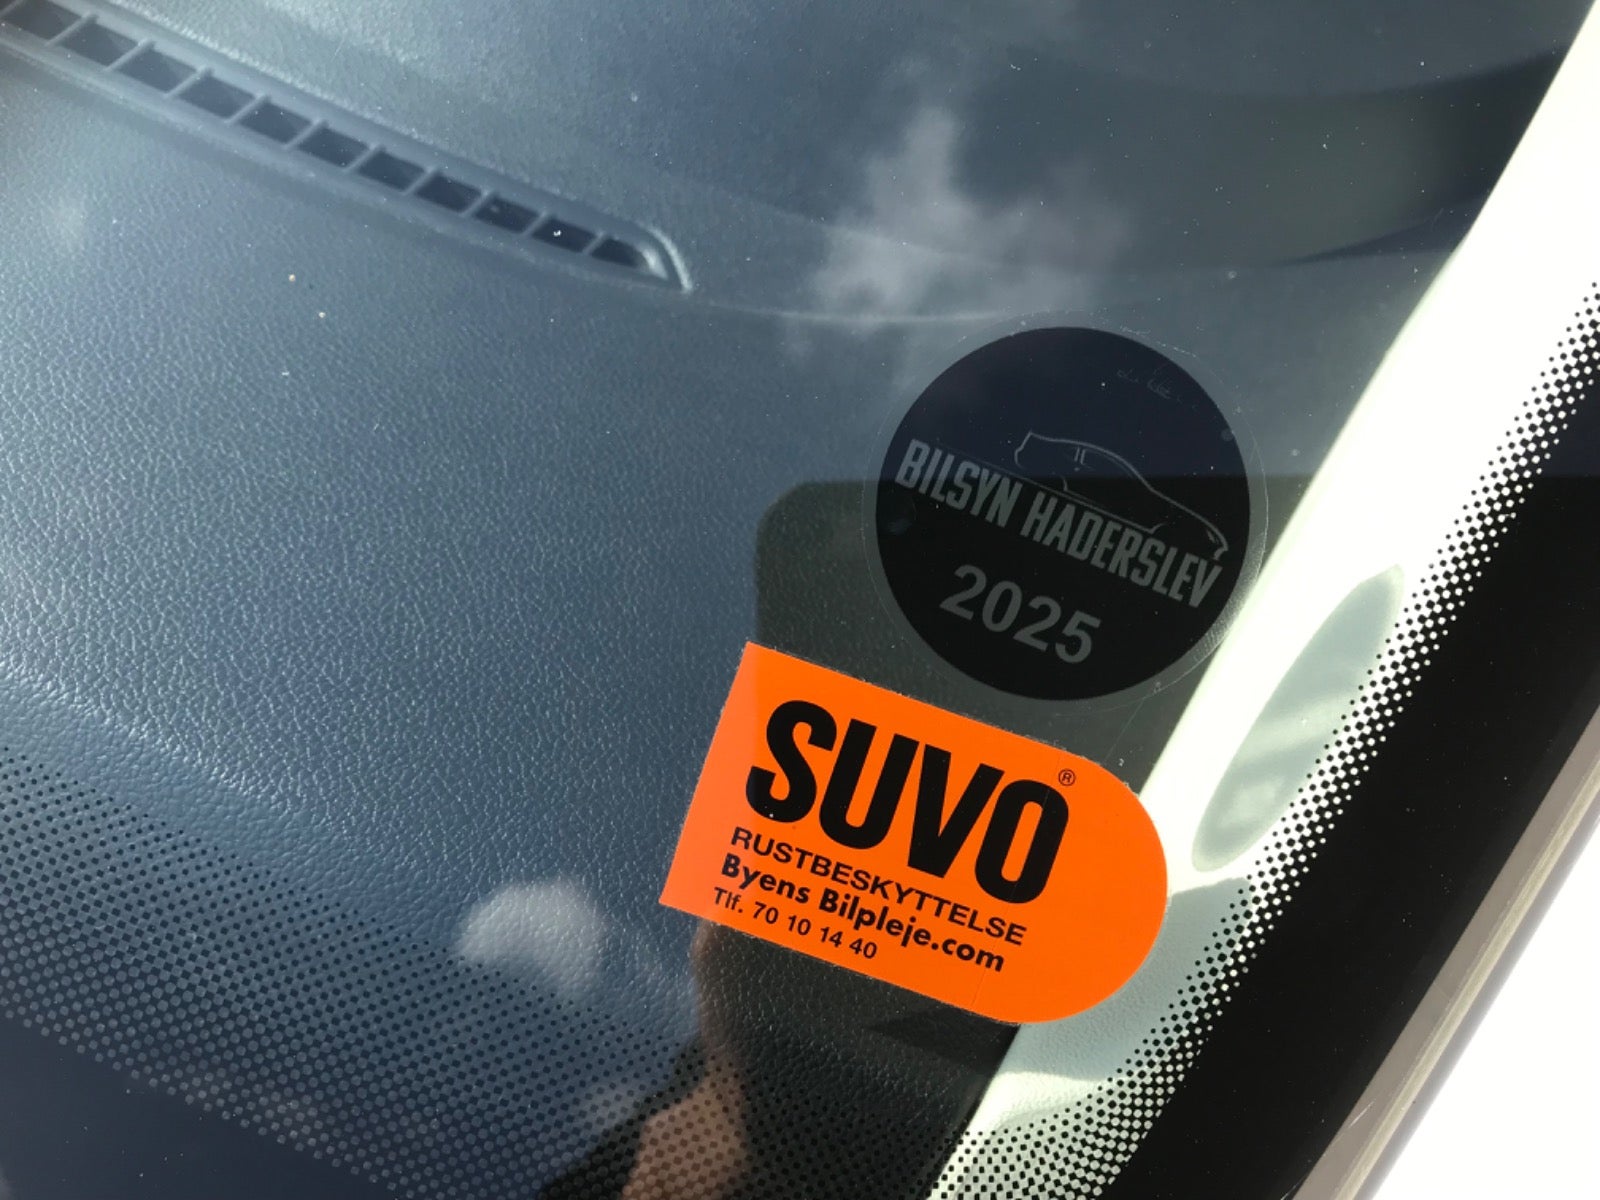 BILSYN HADERSLEV
2025
SUVO®
RUSTBESKYTTELSE
Byens Bilpleje.com
Tlf. 70 10 14 40